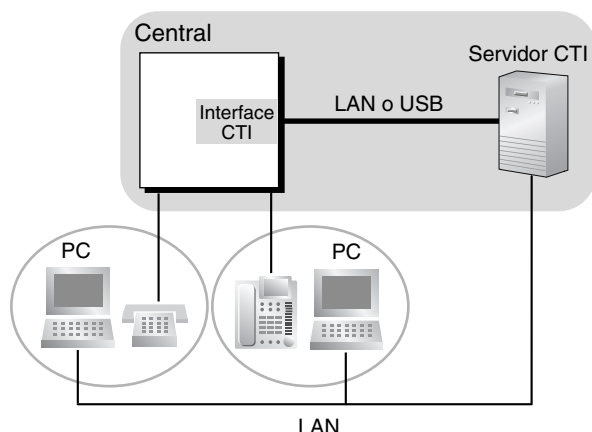 Central
Servidor CTI
Interface
CTI
LAN o USB
PC
PC
LAN